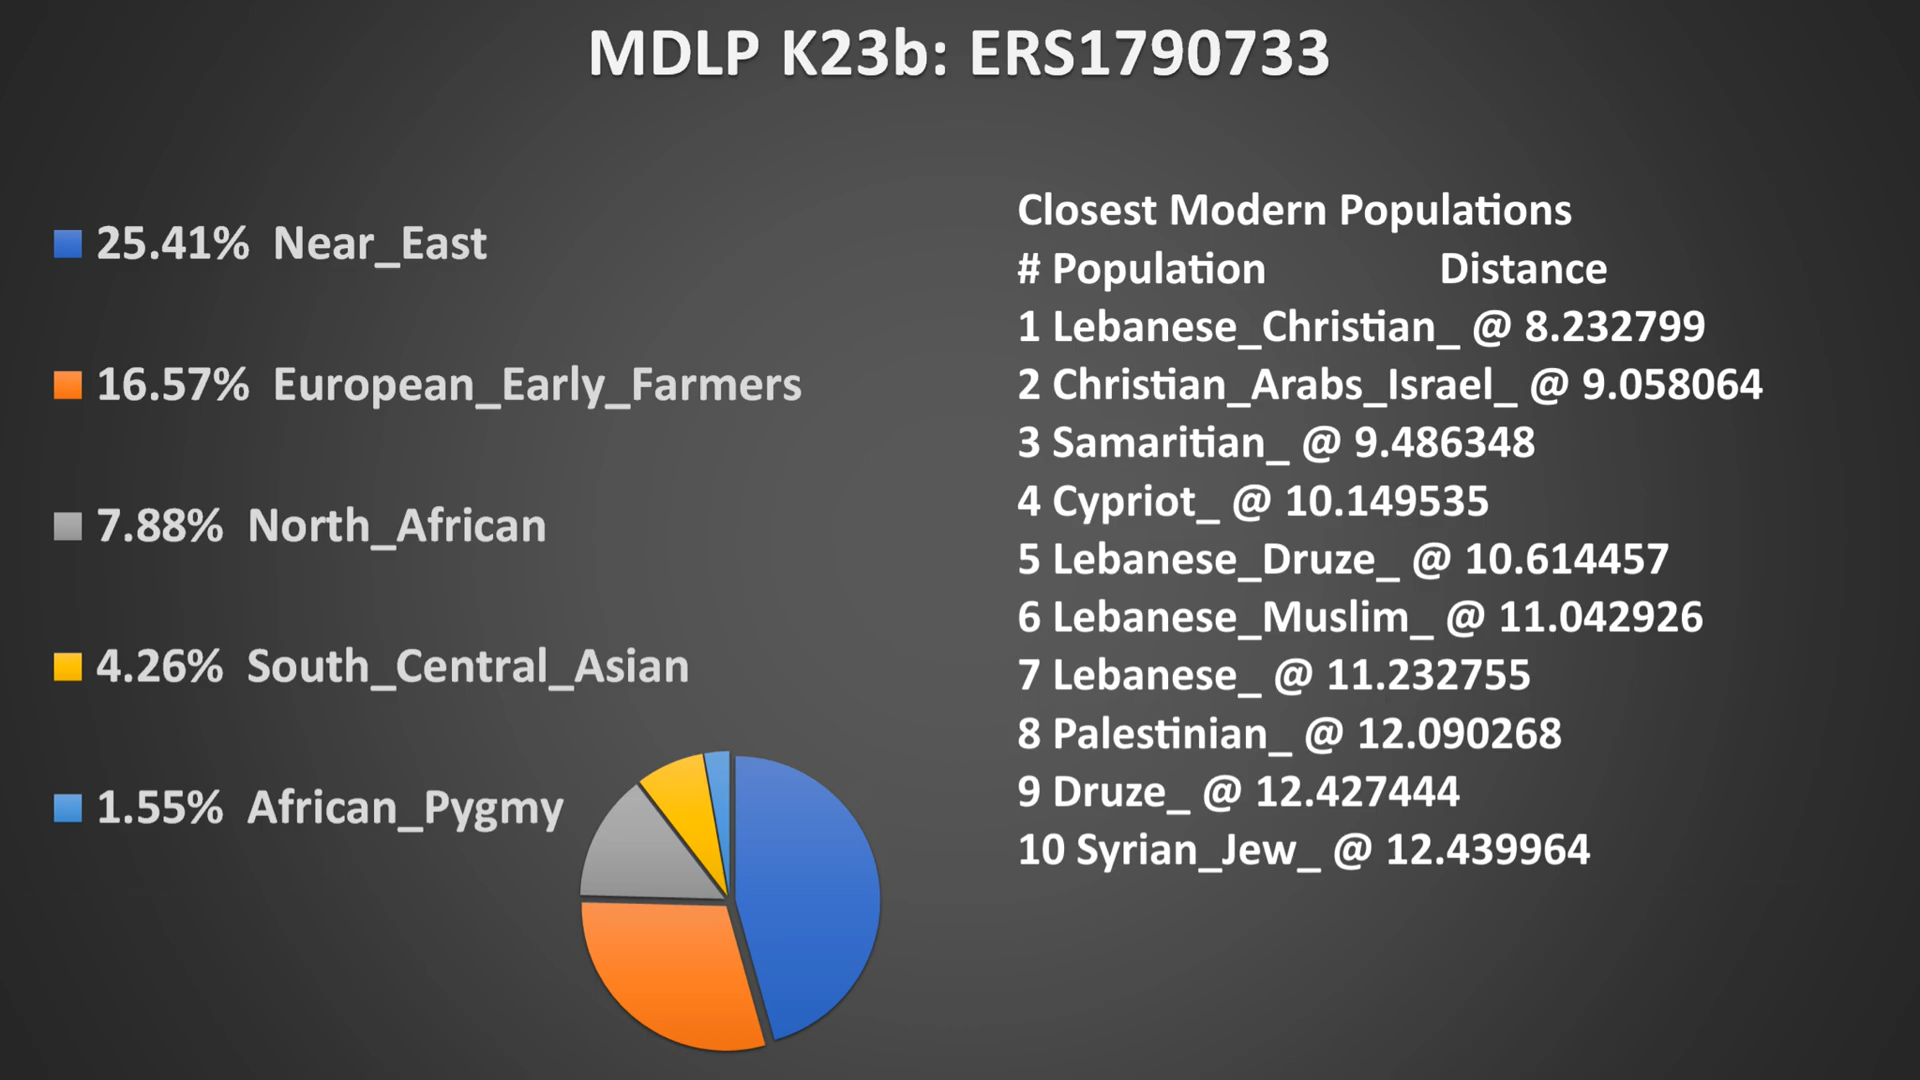 MDLP K23b: ERS1790733
25.41% Near_East
16.57% European_Early_Farmers
7.88% North_African
4.26% South_Central_Asian
1.55% African_Pygmy
Closest Modern Populations
# Population Distance
1 Lebanese_Christian_ @ 8.232799
2 Christian_Arabs_Israel_ @ 9.058064
3 Samaritian_ @ 9.486348
4 Cypriot_ @ 10.149535
5 Lebanese_Druze_ @ 10.614457
6 Lebanese_Muslim_ @ 11.042926
7 Lebanese_ @ 11.232755
8 Palestinian_ @ 12.090268
9 Druze_ @ 12.427444
10 Syrian_Jew_ @ 12.439964